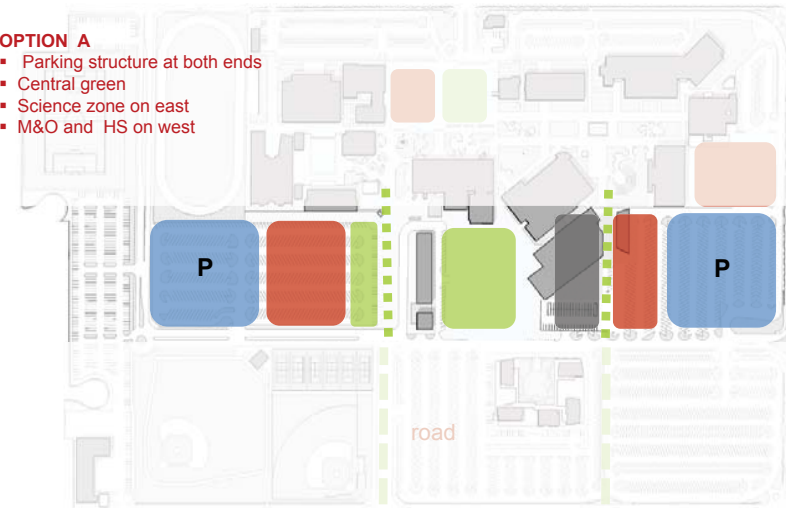 OPTION A
▪ Parking structure at both ends
▪ Central green
▪ Science zone on east
▪ M&O and HS on west
P
P
road